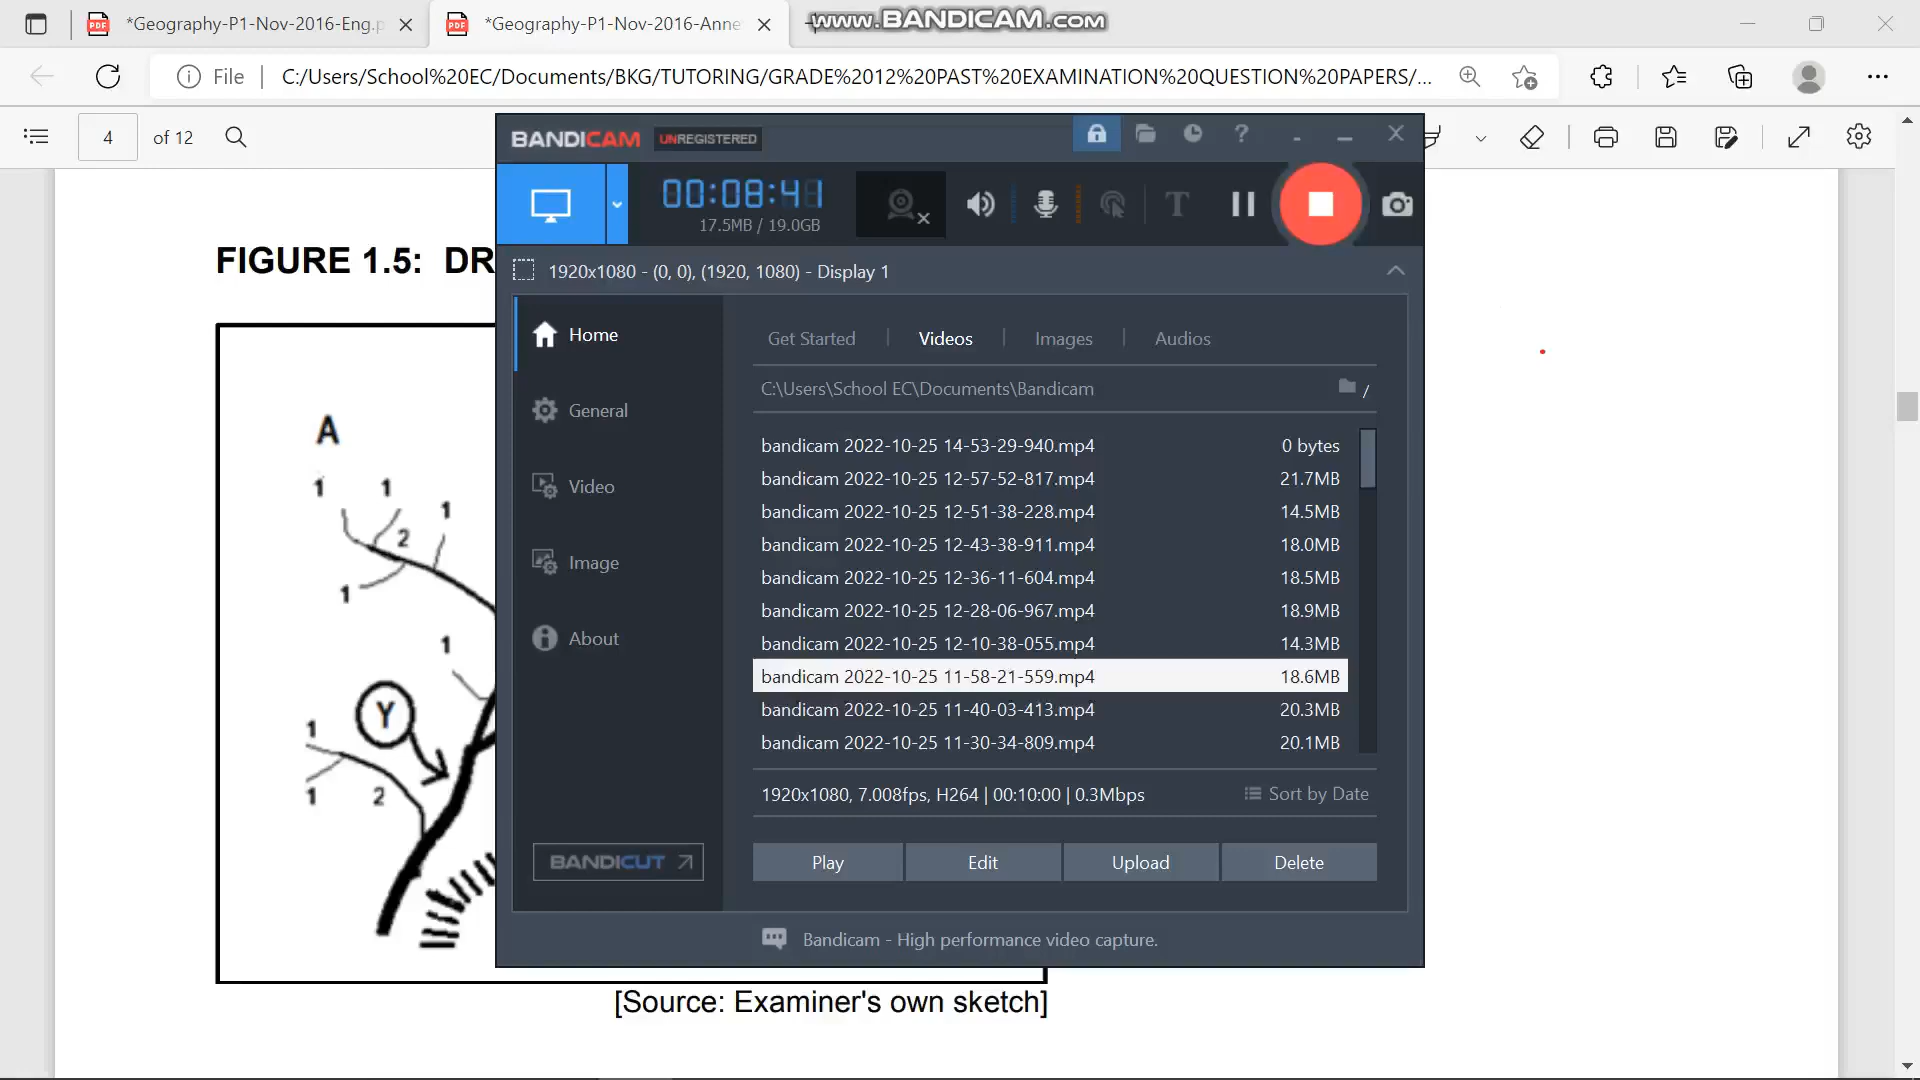 *Geography-P1-Nov-2016-Eng.p
*Geography-P1-Nov-2016-Anne
www.BANDICAM.com
File
C:/Users/School%20EC/Documents/BKG/TUTORING/GRADE%2012%20PAST%20EXAMINATION%20QUESTION%20PAPERS/...
4 of 12
BANDICAM UNREGISTERED
00:08:41
17.5MB / 19.0GB
1920x1080 - (0, 0), (1920, 1080) - Display 1
FIGURE 1.5: DR
Home
General
Video
Image
About
BANDICUT
Get Started
Videos
Images
Audios
C:\Users\School EC\Documents\Bandicam
bandicam 2022-10-25 14-53-29-940.mp4 0 bytes
bandicam 2022-10-25 12-57-52-817.mp4 21.7MB
bandicam 2022-10-25 12-51-38-228.mp4 14.5MB
bandicam 2022-10-25 12-43-38-911.mp4 18.0MB
bandicam 2022-10-25 12-36-11-604.mp4 18.5MB
bandicam 2022-10-25 12-28-06-967.mp4 18.9MB
bandicam 2022-10-25 12-10-38-055.mp4 14.3MB
bandicam 2022-10-25 11-58-21-559.mp4 18.6MB
bandicam 2022-10-25 11-40-03-413.mp4 20.3MB
bandicam 2022-10-25 11-30-34-809.mp4 20.1MB
1920x1080, 7.008fps, H264 | 00:10:00 | 0.3Mbps
Sort by Date
Play
Edit
Upload
Delete
Bandicam - High performance video capture.
A
1 1
1
2
1
1
Y
1
1 2
[Source: Examiner's own sketch]